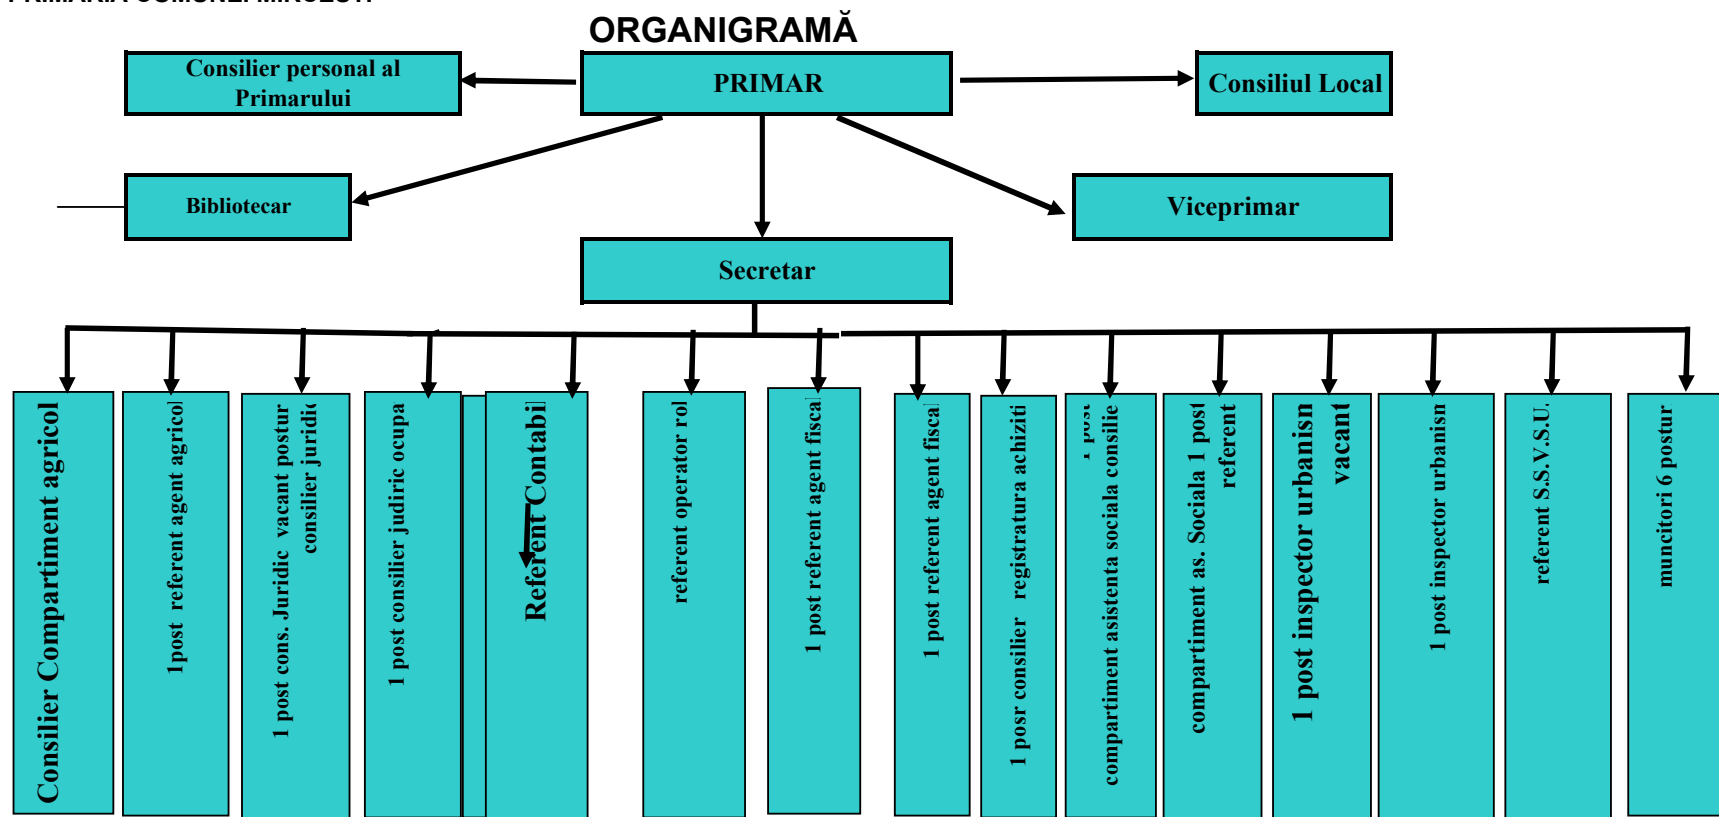 ORGANIGRAMĂ
Consilier personal al
Primarului
PRIMAR
Consiliul Local
Bibliotecar
Viceprimar
Secretar
Consilier Compartiment agricol
1post referent agent agricol
1 post cons. Juridic vacant postur
consilier juridic
1 post consilier judiric ocupa
Referent Contabil
referent operator rol
1 post referent agent fiscal
1 post referent agent fiscal
1 posr consilier registratura achiziti
1 post
compartiment asistenta sociala consilie
compartiment as. Sociala 1 post
referent
1 post inspector urbanism
vacant
1 post inspector urbanism
referent S.S.V.S.U.
muncitori 6 postur